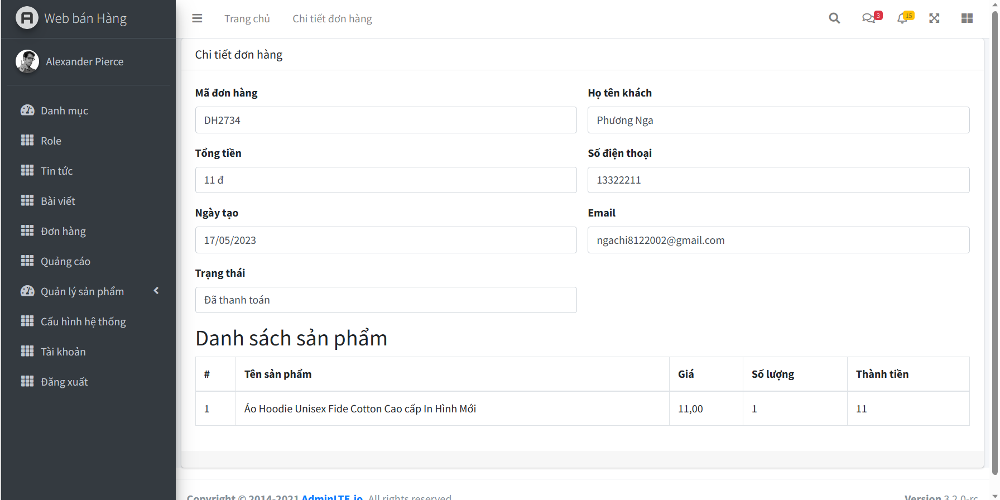 Web bán Hàng
Alexander Pierce
Danh mục
Role
Tin tức
Bài viết
Đơn hàng
Quảng cáo
Quản lý sản phẩm
Cấu hình hệ thống
Tài khoản
Đăng xuất
Trang chủ Chi tiết đơn hàng 3 15
Chi tiết đơn hàng
Mã đơn hàng Họ tên khách
DH2734 Phương Nga
Tổng tiền Số điện thoại
11 đ 13322211
Ngày tạo Email
17/05/2023 ngachi8122002@gmail.com
Trạng thái
Đã thanh toán
Danh sách sản phẩm
# Tên sản phẩm Giá Số lượng Thành tiền
1 Áo Hoodie Unisex Fide Cotton Cao cấp In Hình Mới 11,00 1 11
Copyright © 2014-2021 AdminLTE.io. All rights reserved. Version 3.2.0-rc